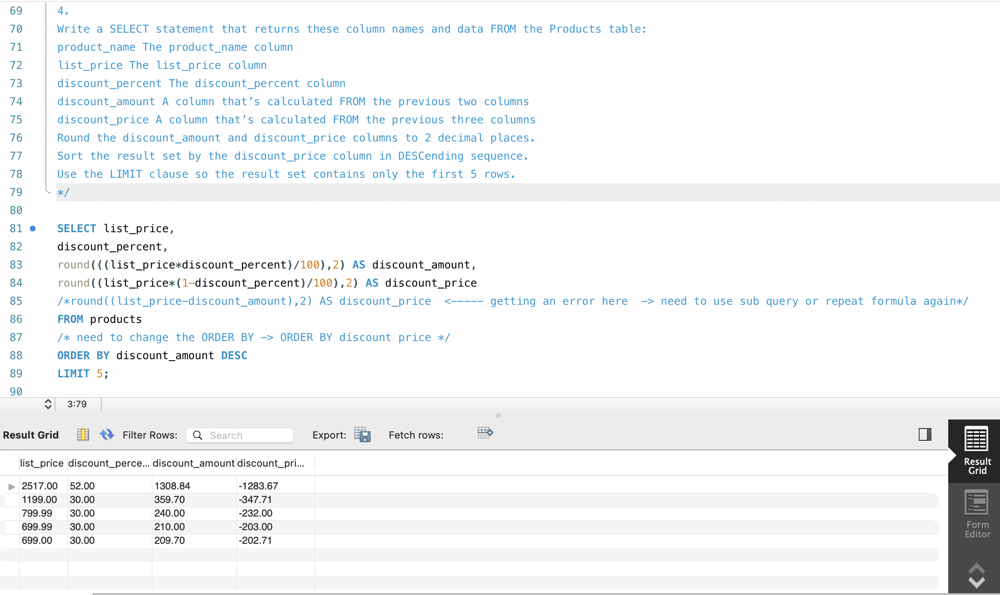 69 4.
70 Write a SELECT statement that returns these column names and data FROM the Products table:
71 product_name The product_name column
72 list_price The list_price column
73 discount_percent The discount_percent column
74 discount_amount A column that’s calculated FROM the previous two columns
75 discount_price A column that’s calculated FROM the previous three columns
76 Round the discount_amount and discount_price columns to 2 decimal places.
77 Sort the result set by the discount_price column in DESCending sequence.
78 Use the LIMIT clause so the result set contains only the first 5 rows.
79 */
80
81 SELECT list_price,
82 discount_percent,
83 round(((list_price*discount_percent)/100),2) AS discount_amount,
84 round((list_price*(1-discount_percent)/100),2) AS discount_price
85 /*round((list_price-discount_amount),2) AS discount_price  <----- getting an error here  -> need to use sub query or repeat formula again*/
86 FROM products
87 /* need to change the ORDER BY -> ORDER BY discount price */
88 ORDER BY discount_amount DESC
89 LIMIT 5;
90
3:79
Result Grid Filter Rows: Search Export: Fetch rows:
list_price discount_perce... discount_amount discount_pri...
2517.00 52.00 1308.84 -1283.67
1199.00 30.00 359.70 -347.71
799.99 30.00 240.00 -232.00
699.99 30.00 210.00 -203.00
699.00 30.00 209.70 -202.71
Result
Grid
Form
Editor